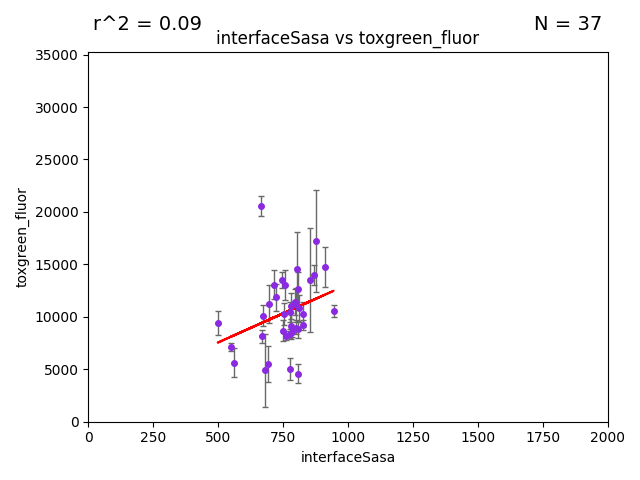 r^2 = 0.09
N = 37
interfaceSasa vs toxgreen_fluor
35000
30000
25000
20000
15000
10000
5000
0
toxgreen_fluor
0 250 500 750 1000 1250 1500 1750 2000
interfaceSasa